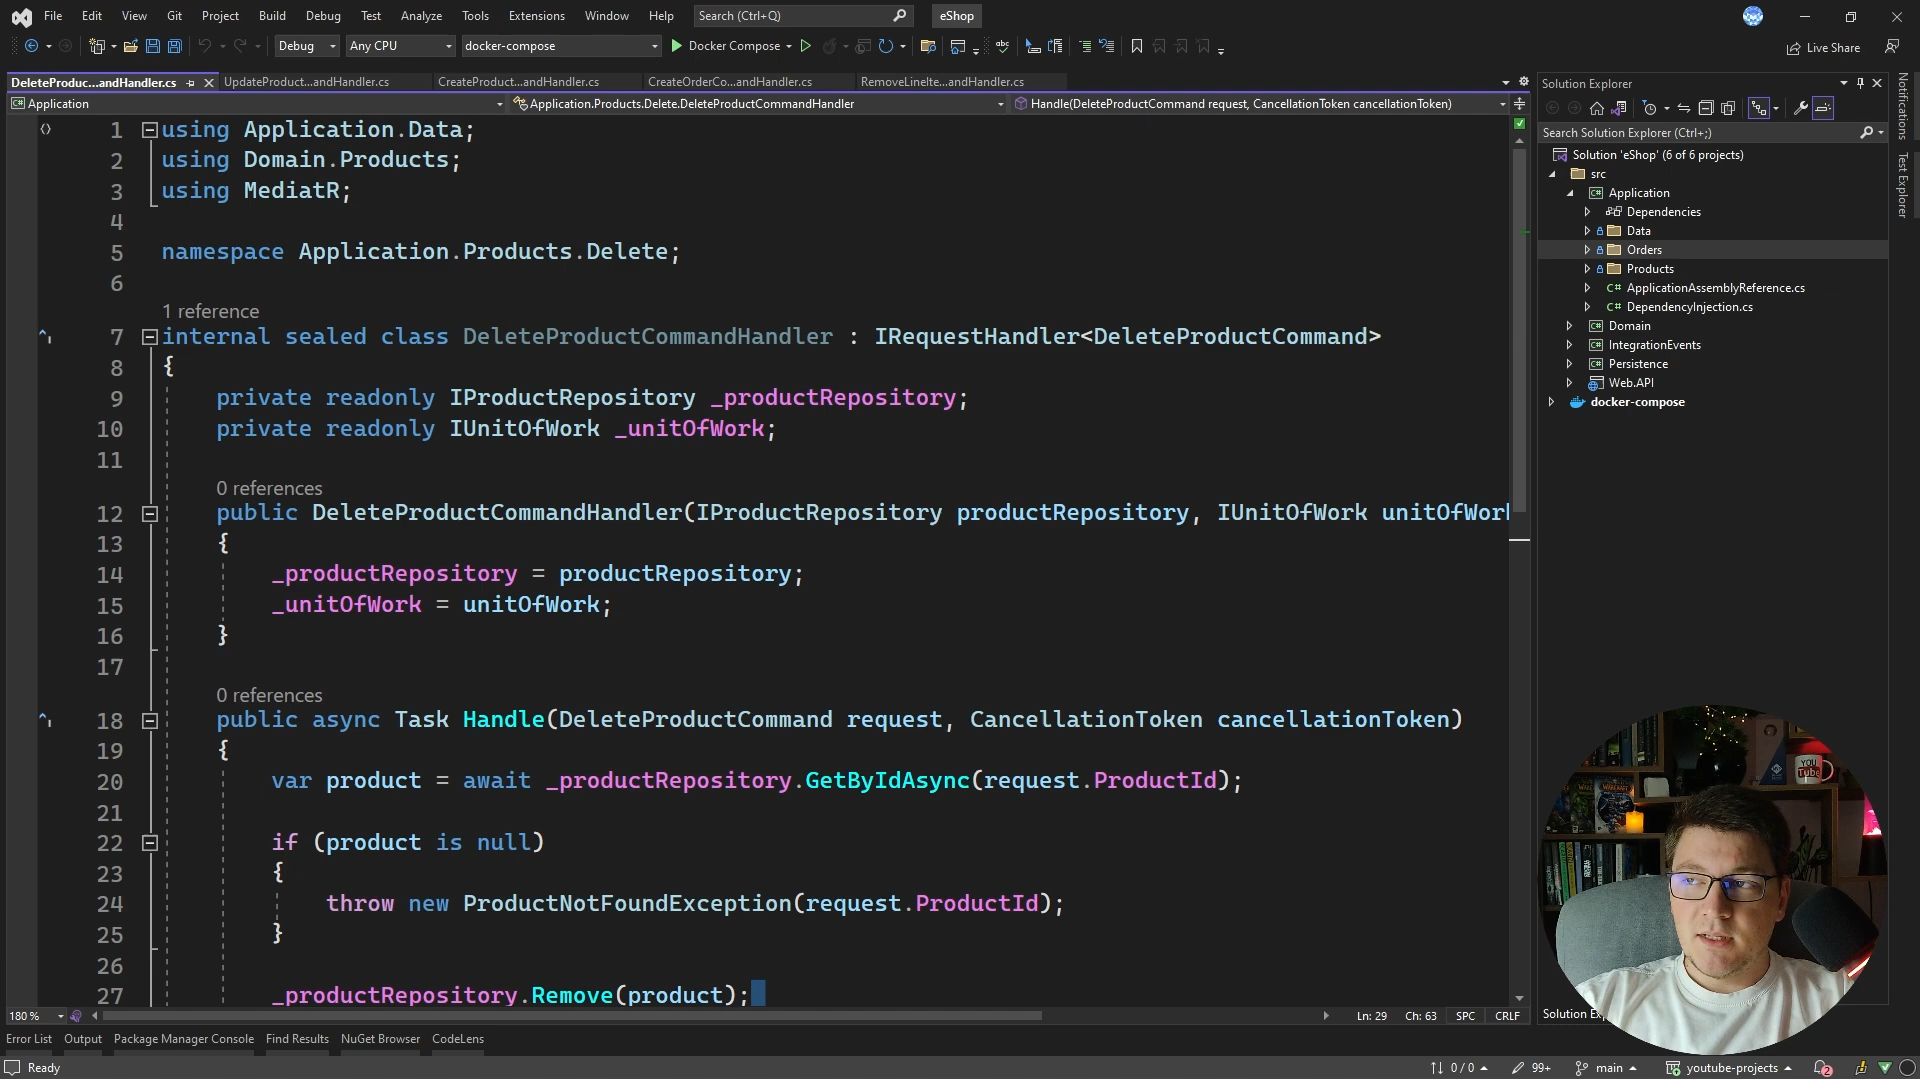 File Edit View Git Project Build Debug Test Analyze Tools Extensions Window Help Search (Ctrl+Q) eShop
Debug Any CPU docker-compose Docker Compose Live Share
DeleteProduc...andHandler.cs UpdateProduct...andHandler.cs CreateProduct...andHandler.cs CreateOrderCo...andHandler.cs RemoveLineIte...andHandler.cs
Application Application.Products.Delete.DeleteProductCommandHandler Handle(DeleteProductCommand request, CancellationToken cancellationToken)
1 using Application.Data;
2 using Domain.Products;
3 using MediatR;
4
5 namespace Application.Products.Delete;
6
1 reference
7 internal sealed class DeleteProductCommandHandler : IRequestHandler<DeleteProductCommand>
8 {
9 private readonly IProductRepository _productRepository;
10 private readonly IUnitOfWork _unitOfWork;
11
0 references
12 public DeleteProductCommandHandler(IProductRepository productRepository, IUnitOfWork unitOfWork
13 {
14 _productRepository = productRepository;
15 _unitOfWork = unitOfWork;
16 }
17
0 references
18 public async Task Handle(DeleteProductCommand request, CancellationToken cancellationToken)
19 {
20 var product = await _productRepository.GetByIdAsync(request.ProductId);
21
22 if (product is null)
23 {
24 throw new ProductNotFoundException(request.ProductId);
25 }
26
27 _productRepository.Remove(product);
180 % Ln: 29 Ch: 63 SPC CRLF
Error List Output Package Manager Console Find Results NuGet Browser CodeLens
Ready 0 / 0 99+ main youtube-projects 2
Solution Explorer
Search Solution Explorer (Ctrl+;)
Solution 'eShop' (6 of 6 projects)
src
Application
Dependencies
Data
Orders
Products
ApplicationAssemblyReference.cs
DependencyInjection.cs
Domain
IntegrationEvents
Persistence
Web.API
docker-compose
Solution Ex
Notifications
Test Explorer
YOU
Tube